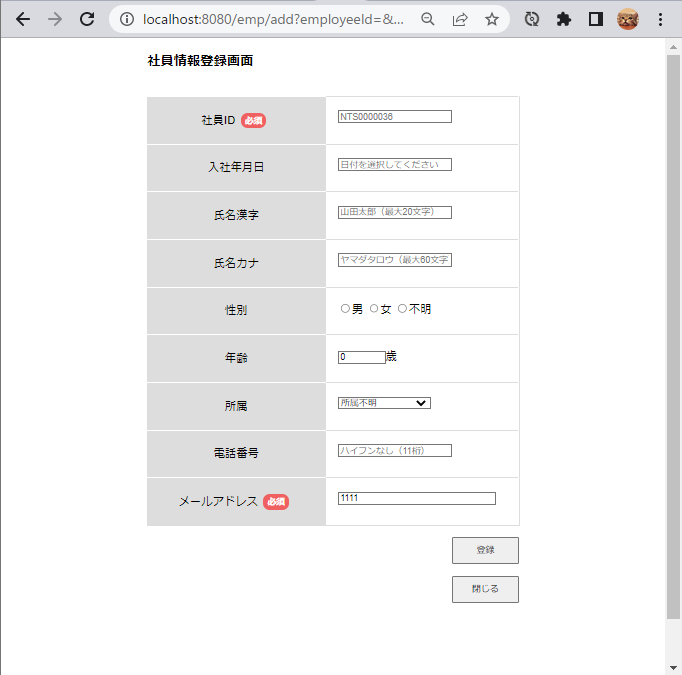 localhost:8080/emp/add?employeeId=&...
社員情報登録画面
社員ID 必須
NTS0000036
入社年月日
日付を選択してください
氏名漢字
山田太郎（最大20文字）
氏名カナ
ヤマダタロウ（最大60文字
性別
男 女 不明
年齢
0 歳
所属
所属不明
電話番号
ハイフンなし（11桁）
メールアドレス 必須
1111
登録
閉じる